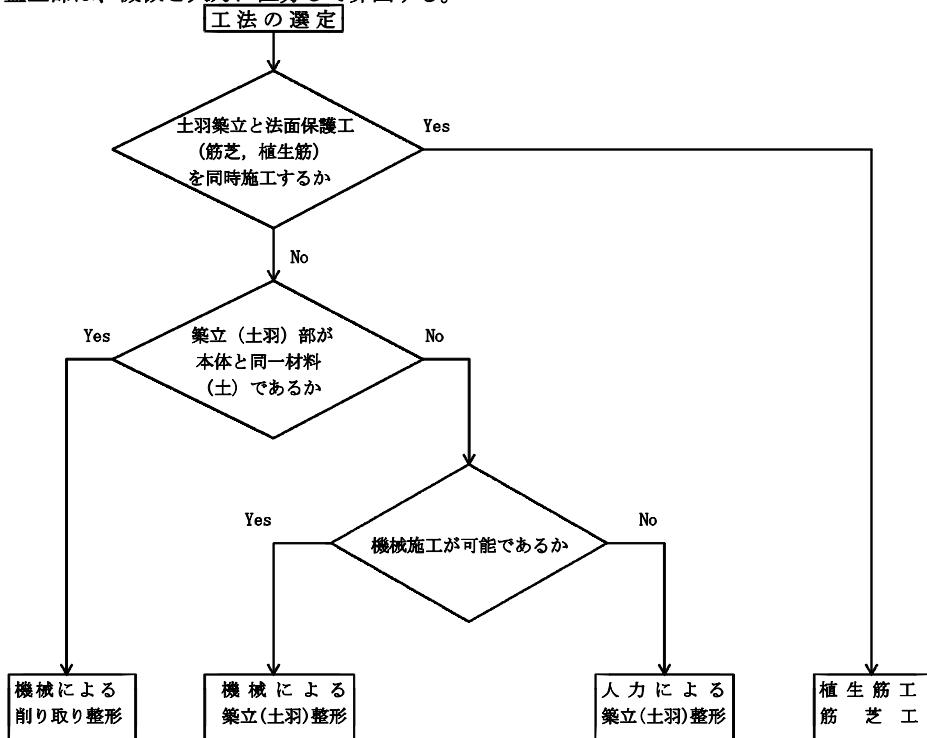 工法の選定
土羽築立と法面保護工
(筋芝, 植生筋)
を同時施工するか
Yes
No
築立（土羽）部が
本体と同一材料
（土）であるか
Yes
No
機械施工が可能であるか
Yes
No
機械による
削り取り整形
機械による
築立(土羽)整形
人力による
築立(土羽)整形
植生筋工
筋芝工